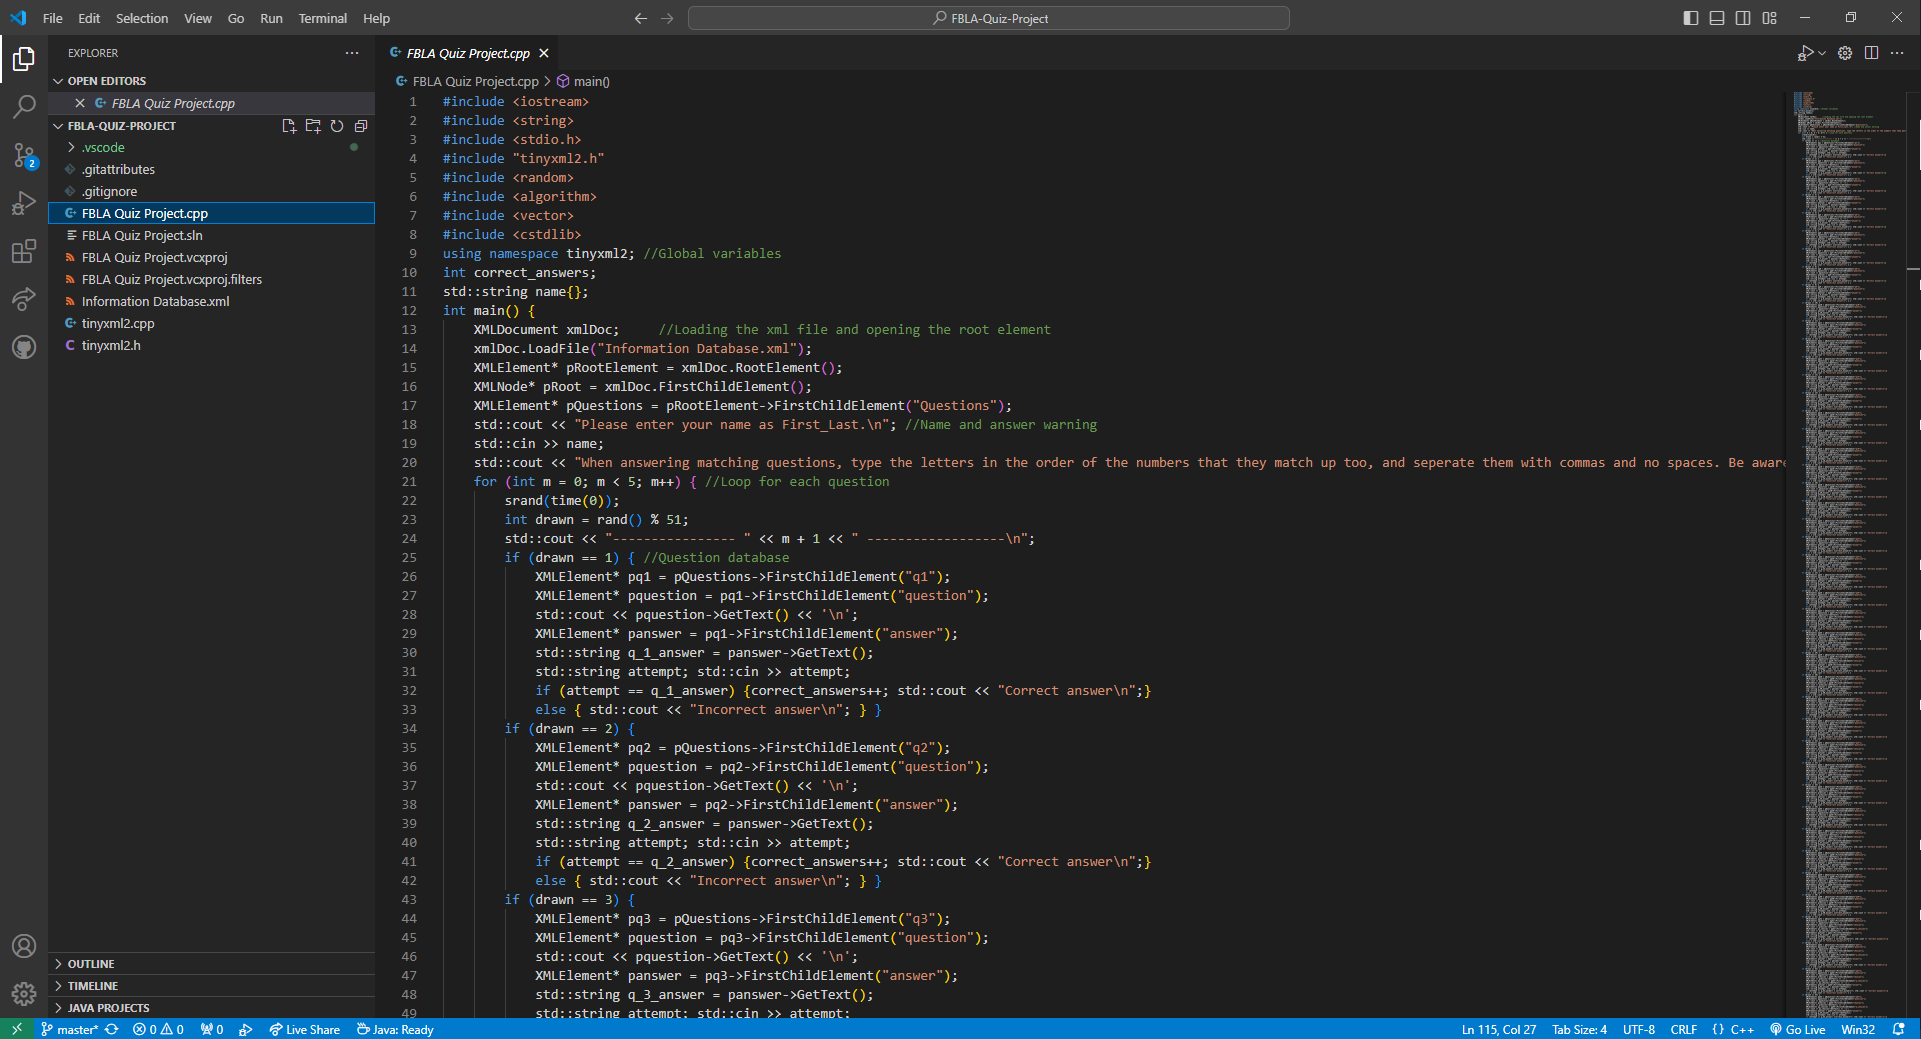 File Edit Selection View Go Run Terminal Help
FBLA-Quiz-Project
EXPLORER
OPEN EDITORS
FBLA Quiz Project.cpp
FBLA-QUIZ-PROJECT
.vscode
.gitattributes
.gitignore
FBLA Quiz Project.cpp
FBLA Quiz Project.sln
FBLA Quiz Project.vcxproj
FBLA Quiz Project.vcxproj.filters
Information Database.xml
tinyxml2.cpp
tinyxml2.h
OUTLINE
TIMELINE
JAVA PROJECTS
2
FBLA Quiz Project.cpp
FBLA Quiz Project.cpp > main()
1 #include <iostream>
2 #include <string>
3 #include <stdio.h>
4 #include "tinyxml2.h"
5 #include <random>
6 #include <algorithm>
7 #include <vector>
8 #include <cstdlib>
9 using namespace tinyxml2; //Global variables
10 int correct_answers;
11 std::string name{};
12 int main() {
13 XMLDocument xmlDoc; //Loading the xml file and opening the root element
14 xmlDoc.LoadFile("Information Database.xml");
15 XMLElement* pRootElement = xmlDoc.RootElement();
16 XMLNode* pRoot = xmlDoc.FirstChildElement();
17 XMLElement* pQuestions = pRootElement->FirstChildElement("Questions");
18 std::cout << "Please enter your name as First_Last.\n"; //Name and answer warning
19 std::cin >> name;
20 std::cout << "When answering matching questions, type the letters in the order of the numbers that they match up too, and seperate them with commas and no spaces. Be aware
21 for (int m = 0; m < 5; m++) { //Loop for each question
22 srand(time(0));
23 int drawn = rand() % 51;
24 std::cout << "---------------- " << m + 1 << " ------------------\n";
25 if (drawn == 1) { //Question database
26 XMLElement* pq1 = pQuestions->FirstChildElement("q1");
27 XMLElement* pquestion = pq1->FirstChildElement("question");
28 std::cout << pquestion->GetText() << '\n';
29 XMLElement* panswer = pq1->FirstChildElement("answer");
30 std::string q_1_answer = panswer->GetText();
31 std::string attempt; std::cin >> attempt;
32 if (attempt == q_1_answer) {correct_answers++; std::cout << "Correct answer\n";}
33 else { std::cout << "Incorrect answer\n"; } }
34 if (drawn == 2) {
35 XMLElement* pq2 = pQuestions->FirstChildElement("q2");
36 XMLElement* pquestion = pq2->FirstChildElement("question");
37 std::cout << pquestion->GetText() << '\n';
38 XMLElement* panswer = pq2->FirstChildElement("answer");
39 std::string q_2_answer = panswer->GetText();
40 std::string attempt; std::cin >> attempt;
41 if (attempt == q_2_answer) {correct_answers++; std::cout << "Correct answer\n";}
42 else { std::cout << "Incorrect answer\n"; } }
43 if (drawn == 3) {
44 XMLElement* pq3 = pQuestions->FirstChildElement("q3");
45 XMLElement* pquestion = pq3->FirstChildElement("question");
46 std::cout << pquestion->GetText() << '\n';
47 XMLElement* panswer = pq3->FirstChildElement("answer");
48 std::string q_3_answer = panswer->GetText();
49 std::string attempt; std::cin >> attempt;
master* 0 0 0 Live Share Java: Ready Ln 115, Col 27 Tab Size: 4 UTF-8 CRLF {} C++ Go Live Win32